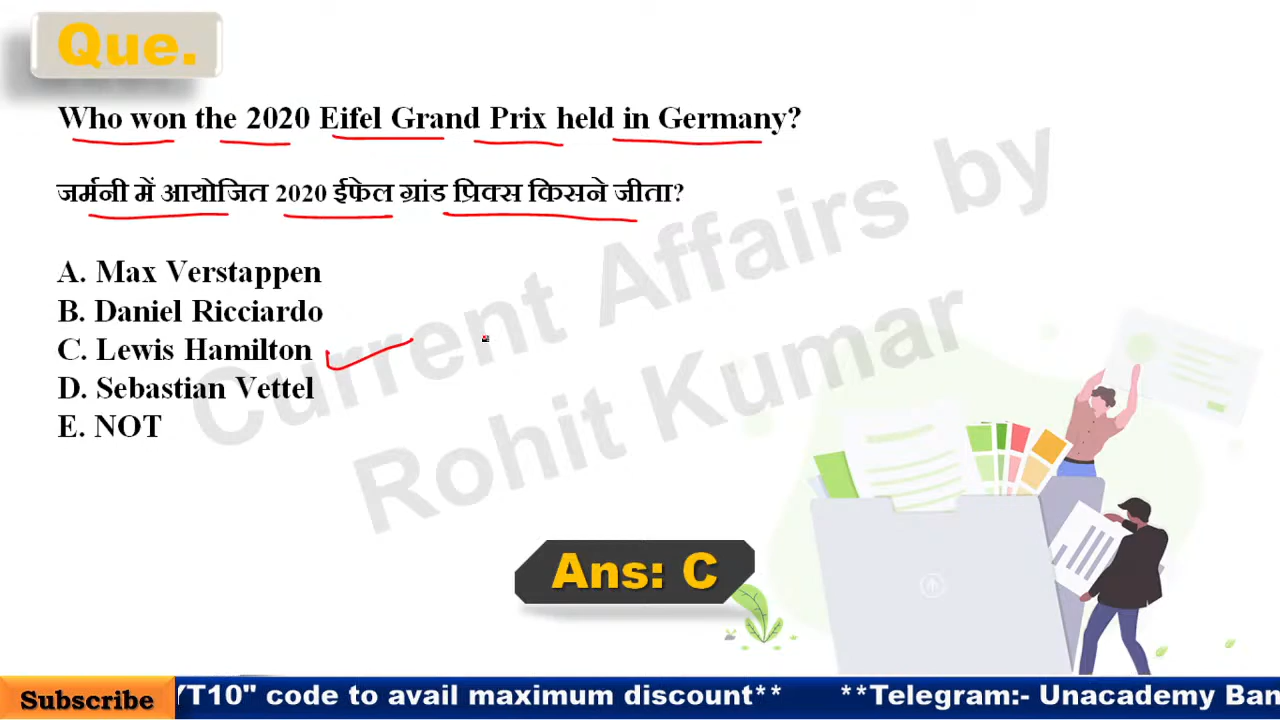 Que.
Who won the 2020 Eifel Grand Prix held in Germany?
जर्मनी में आयोजित 2020 ईफेल ग्रांड प्रिक्स किसने जीता?
A. Max Verstappen
B. Daniel Ricciardo
C. Lewis Hamilton
D. Sebastian Vettel
E. NOT
Current Affairs by
Rohit Kumar
Ans: C
Subscribe
YT10" code to avail maximum discount** **Telegram:- Unacademy Ban